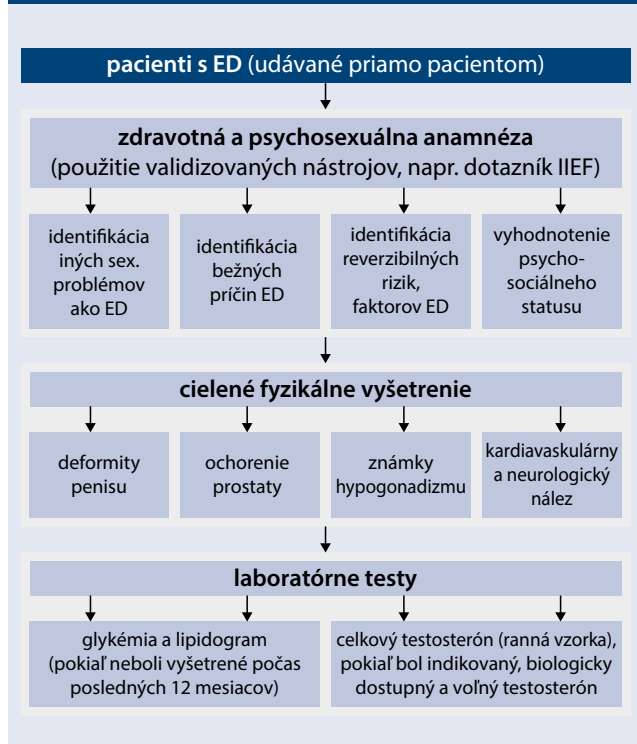 pacienti s ED (udávané priamo pacientom)
zdravotná a psychosexuálna anamnéza
(použitie validizovaných nástrojov, napr. dotazník IIEF)
identifikácia
iných sex.
problémov
ako ED
identifikácia
bežných
príčin ED
identifikácia
reverzibilných
rizik,
faktorov ED
vyhodnotenie
psycho-
sociálneho
statusu
cielené fyzikálne vyšetrenie
deformity
penisu
ochorenie
prostaty
známky
hypogonadizmu
kardiavaskulárny
a neurologický
nález
laboratórne testy
glykémia a lipidogram
(pokiaľ neboli vyšetrené počas
posledných 12 mesiacov)
celkový testosterón (ranná vzorka),
pokiaľ bol indikovaný, biologicky
dostupný a voľný testosterón